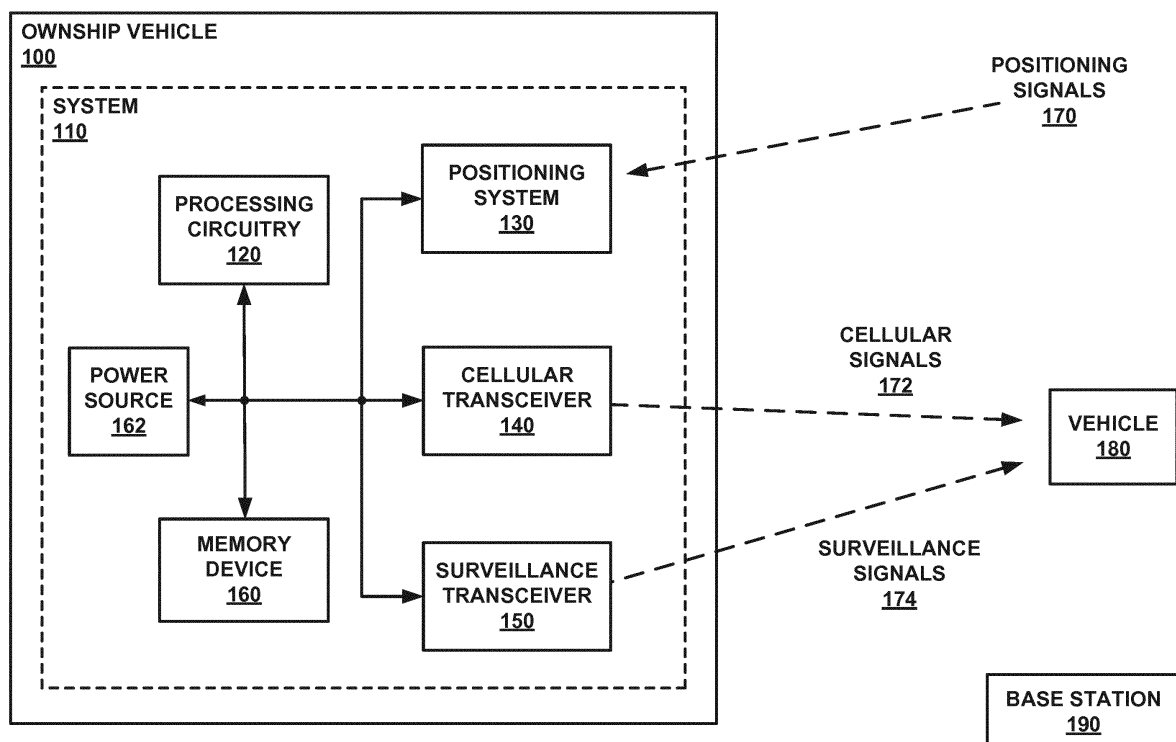 OWNSHIP VEHICLE
100
SYSTEM
110
PROCESSING
CIRCUITRY
120
POSITIONING
SYSTEM
130
POSITIONING
SIGNALS
170
POWER
SOURCE
162
CELLULAR
TRANSCEIVER
140
CELLULAR
SIGNALS
172
VEHICLE
180
MEMORY
DEVICE
160
SURVEILLANCE
TRANSCEIVER
150
SURVEILLANCE
SIGNALS
174
BASE STATION
190